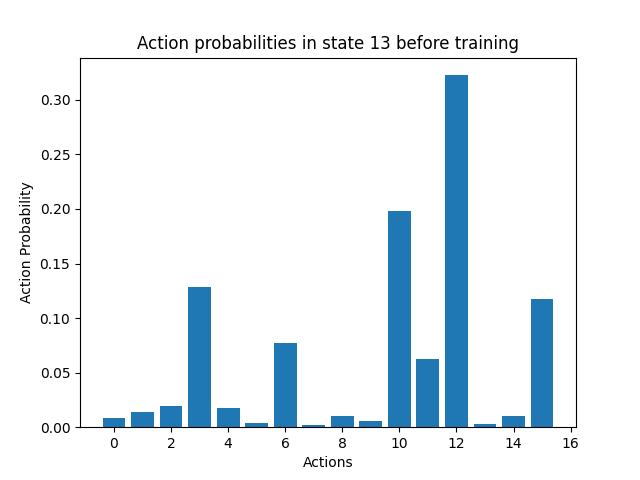 Action probabilities in state 13 before training
0.30
0.25
0.20
0.15
0.10
0.05
0.00
Action Probability
0 2 4 6 8 10 12 14 16
Actions